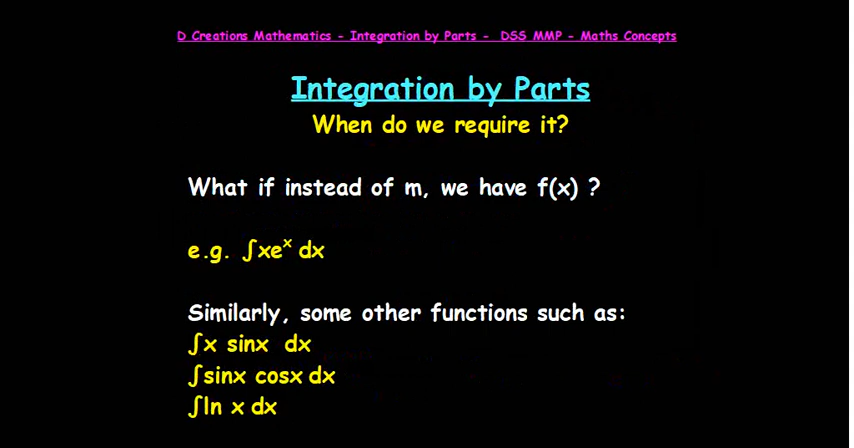 D Creations Mathematics - Integration by Parts - DSS MMP - Maths Concepts
Integration by Parts
When do we require it?
What if instead of m, we have f(x) ?
e.g. ∫xeˣ dx
Similarly, some other functions such as:
∫x sinx dx
∫sinx cosx dx
∫ln x dx